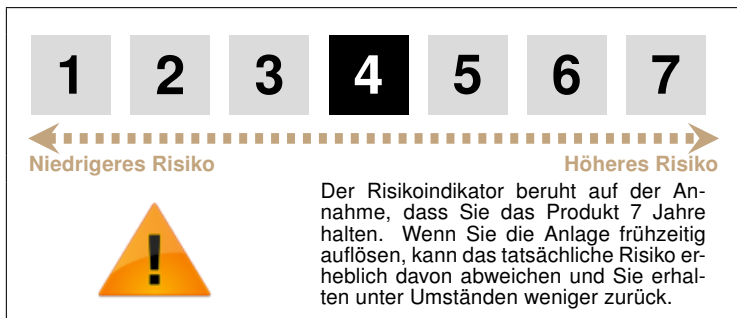 1 2 3 4 5 6 7
Niedrigeres Risiko Höheres Risiko
Der Risikoindikator beruht auf der An-
nahme, dass Sie das Produkt 7 Jahre
halten. Wenn Sie die Anlage frühzeitig
auflösen, kann das tatsächliche Risiko er-
heblich davon abweichen und Sie erhal-
ten unter Umständen weniger zurück.
!